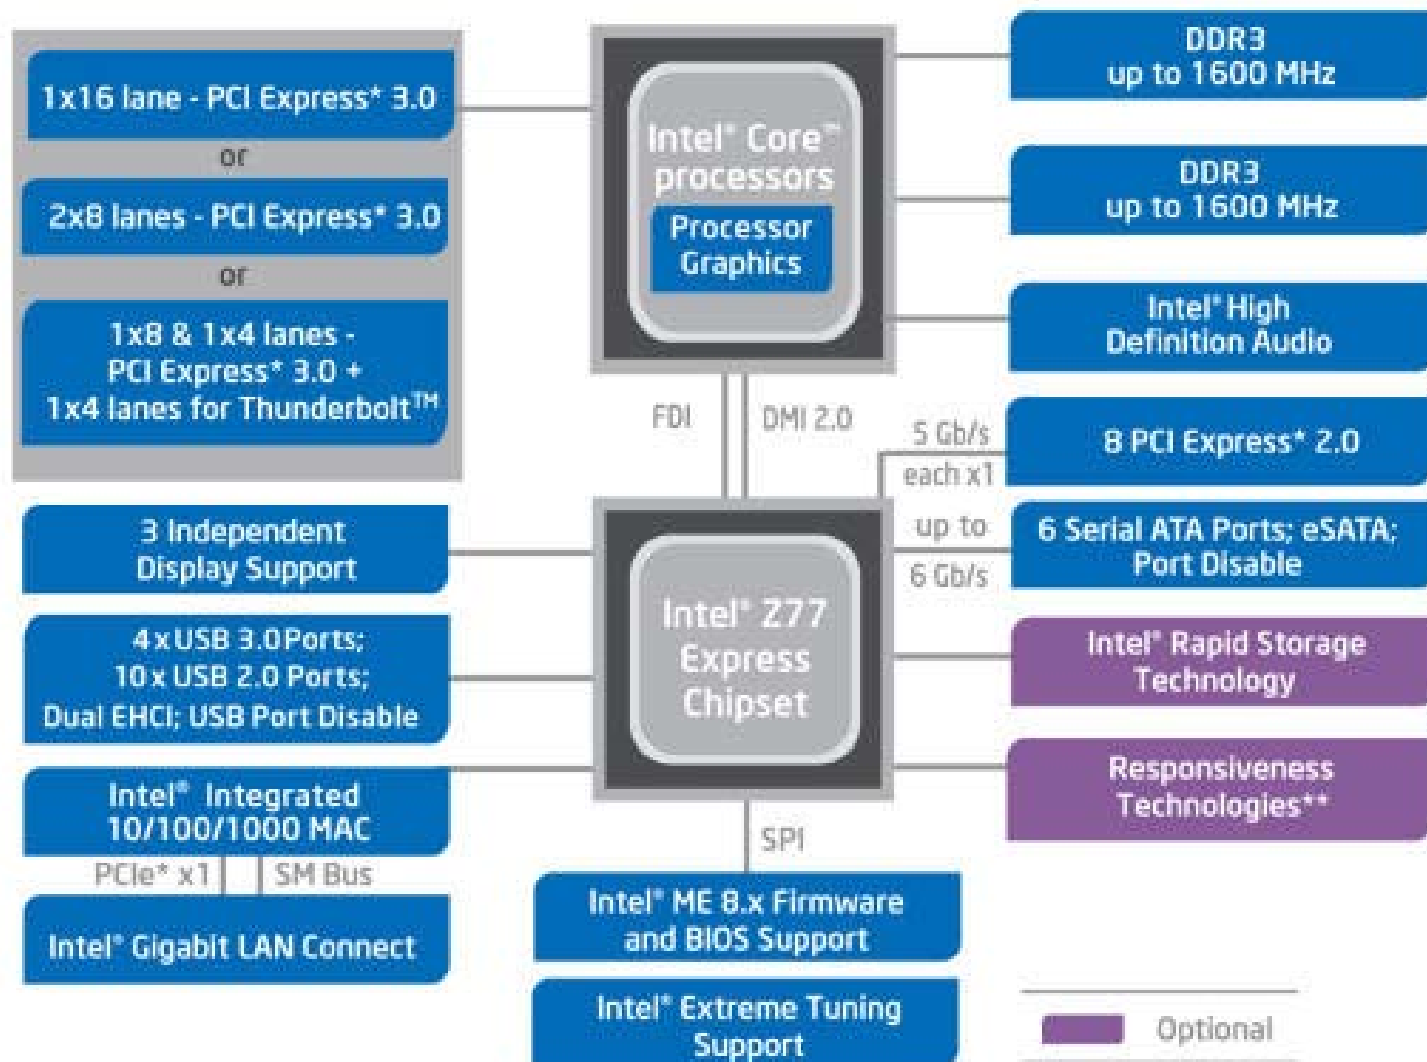 1x16 lane - PCI Express* 3.0
or
2x8 lanes - PCI Express* 3.0
or
1x8 & 1x4 lanes -
PCI Express* 3.0 +
1x4 lanes for Thunderbolt™
Intel® Core™
processors
Processor
Graphics
DDR3
up to 1600 MHz
DDR3
up to 1600 MHz
Intel® High
Definition Audio
FDI
DMI 2.0
5 Gb/s
each x1
8 PCI Express* 2.0
up to
6 Gb/s
6 Serial ATA Ports; eSATA;
Port Disable
3 Independent
Display Support
4 x USB 3.0 Ports;
10 x USB 2.0 Ports;
Dual EHCI; USB Port Disable
Intel® Z77
Express
Chipset
Intel® Rapid Storage
Technology
Responsiveness
Technologies**
Intel® Integrated
10/100/1000 MAC
PCIe* x1
SM Bus
Intel® Gigabit LAN Connect
SPI
Intel® ME 8.x Firmware
and BIOS Support
Intel® Extreme Tuning
Support
Optional